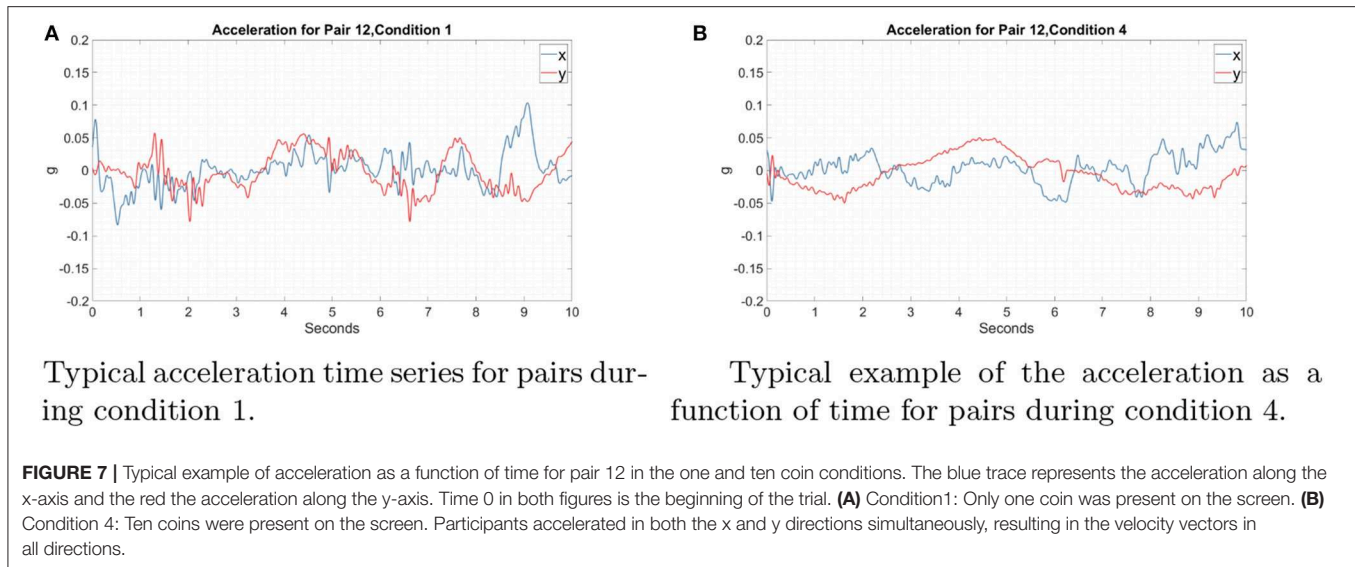 A
Acceleration for Pair 12,Condition 1
0.2
0.15
0.1
0.05
0
-0.05
-0.1
-0.15
-0.2
g
x
y
0 1 2 3 4 5 6 7 8 9 10
Seconds
Typical acceleration time series for pairs dur-
ing condition 1.
B
Acceleration for Pair 12,Condition 4
0.2
0.15
0.1
0.05
0
-0.05
-0.1
-0.15
-0.2
g
x
y
0 1 2 3 4 5 6 7 8 9 10
Seconds
Typical example of the acceleration as a
function of time for pairs during condition 4.
FIGURE 7 | Typical example of acceleration as a function of time for pair 12 in the one and ten coin conditions. The blue trace represents the acceleration along the
x-axis and the red the acceleration along the y-axis. Time 0 in both figures is the beginning of the trial. (A) Condition1: Only one coin was present on the screen. (B)
Condition 4: Ten coins were present on the screen. Participants accelerated in both the x and y directions simultaneously, resulting in the velocity vectors in
all directions.